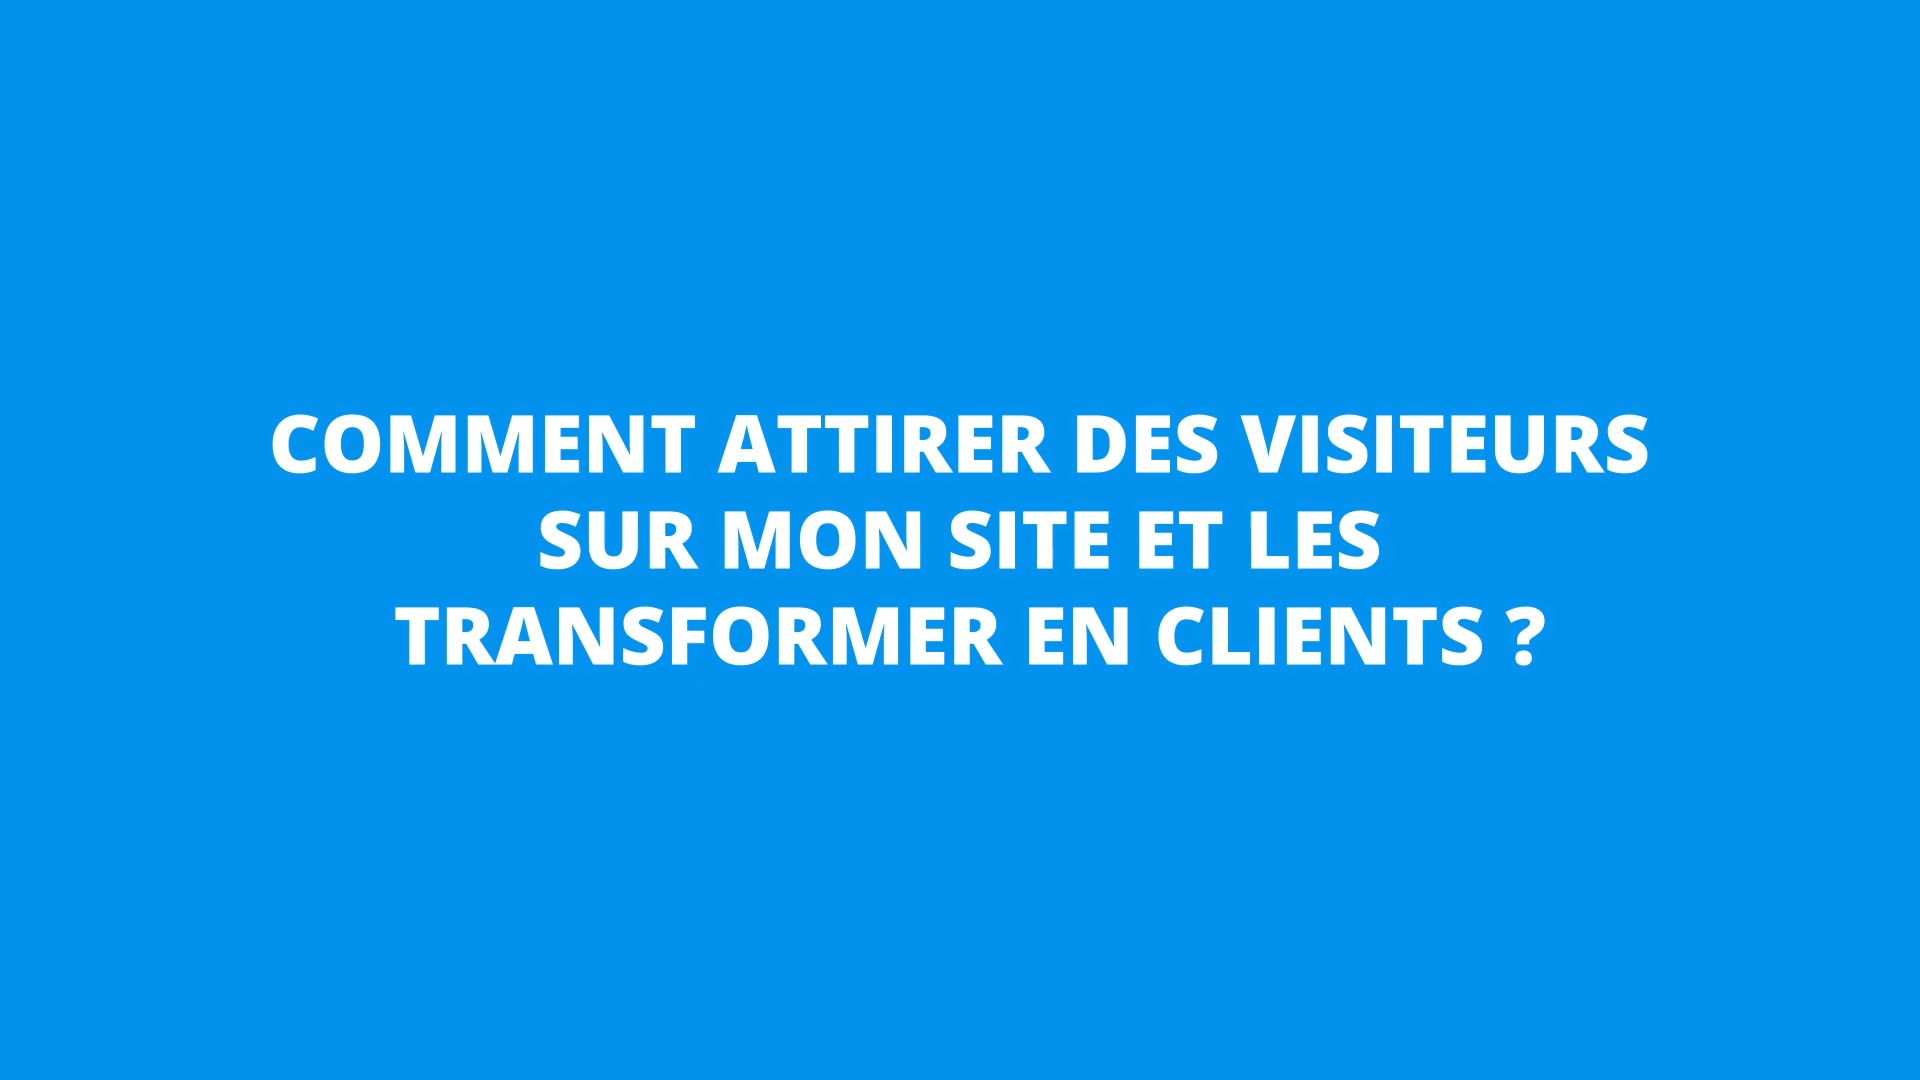 COMMENT ATTIRER DES VISITEURS
SUR MON SITE ET LES
TRANSFORMER EN CLIENTS ?